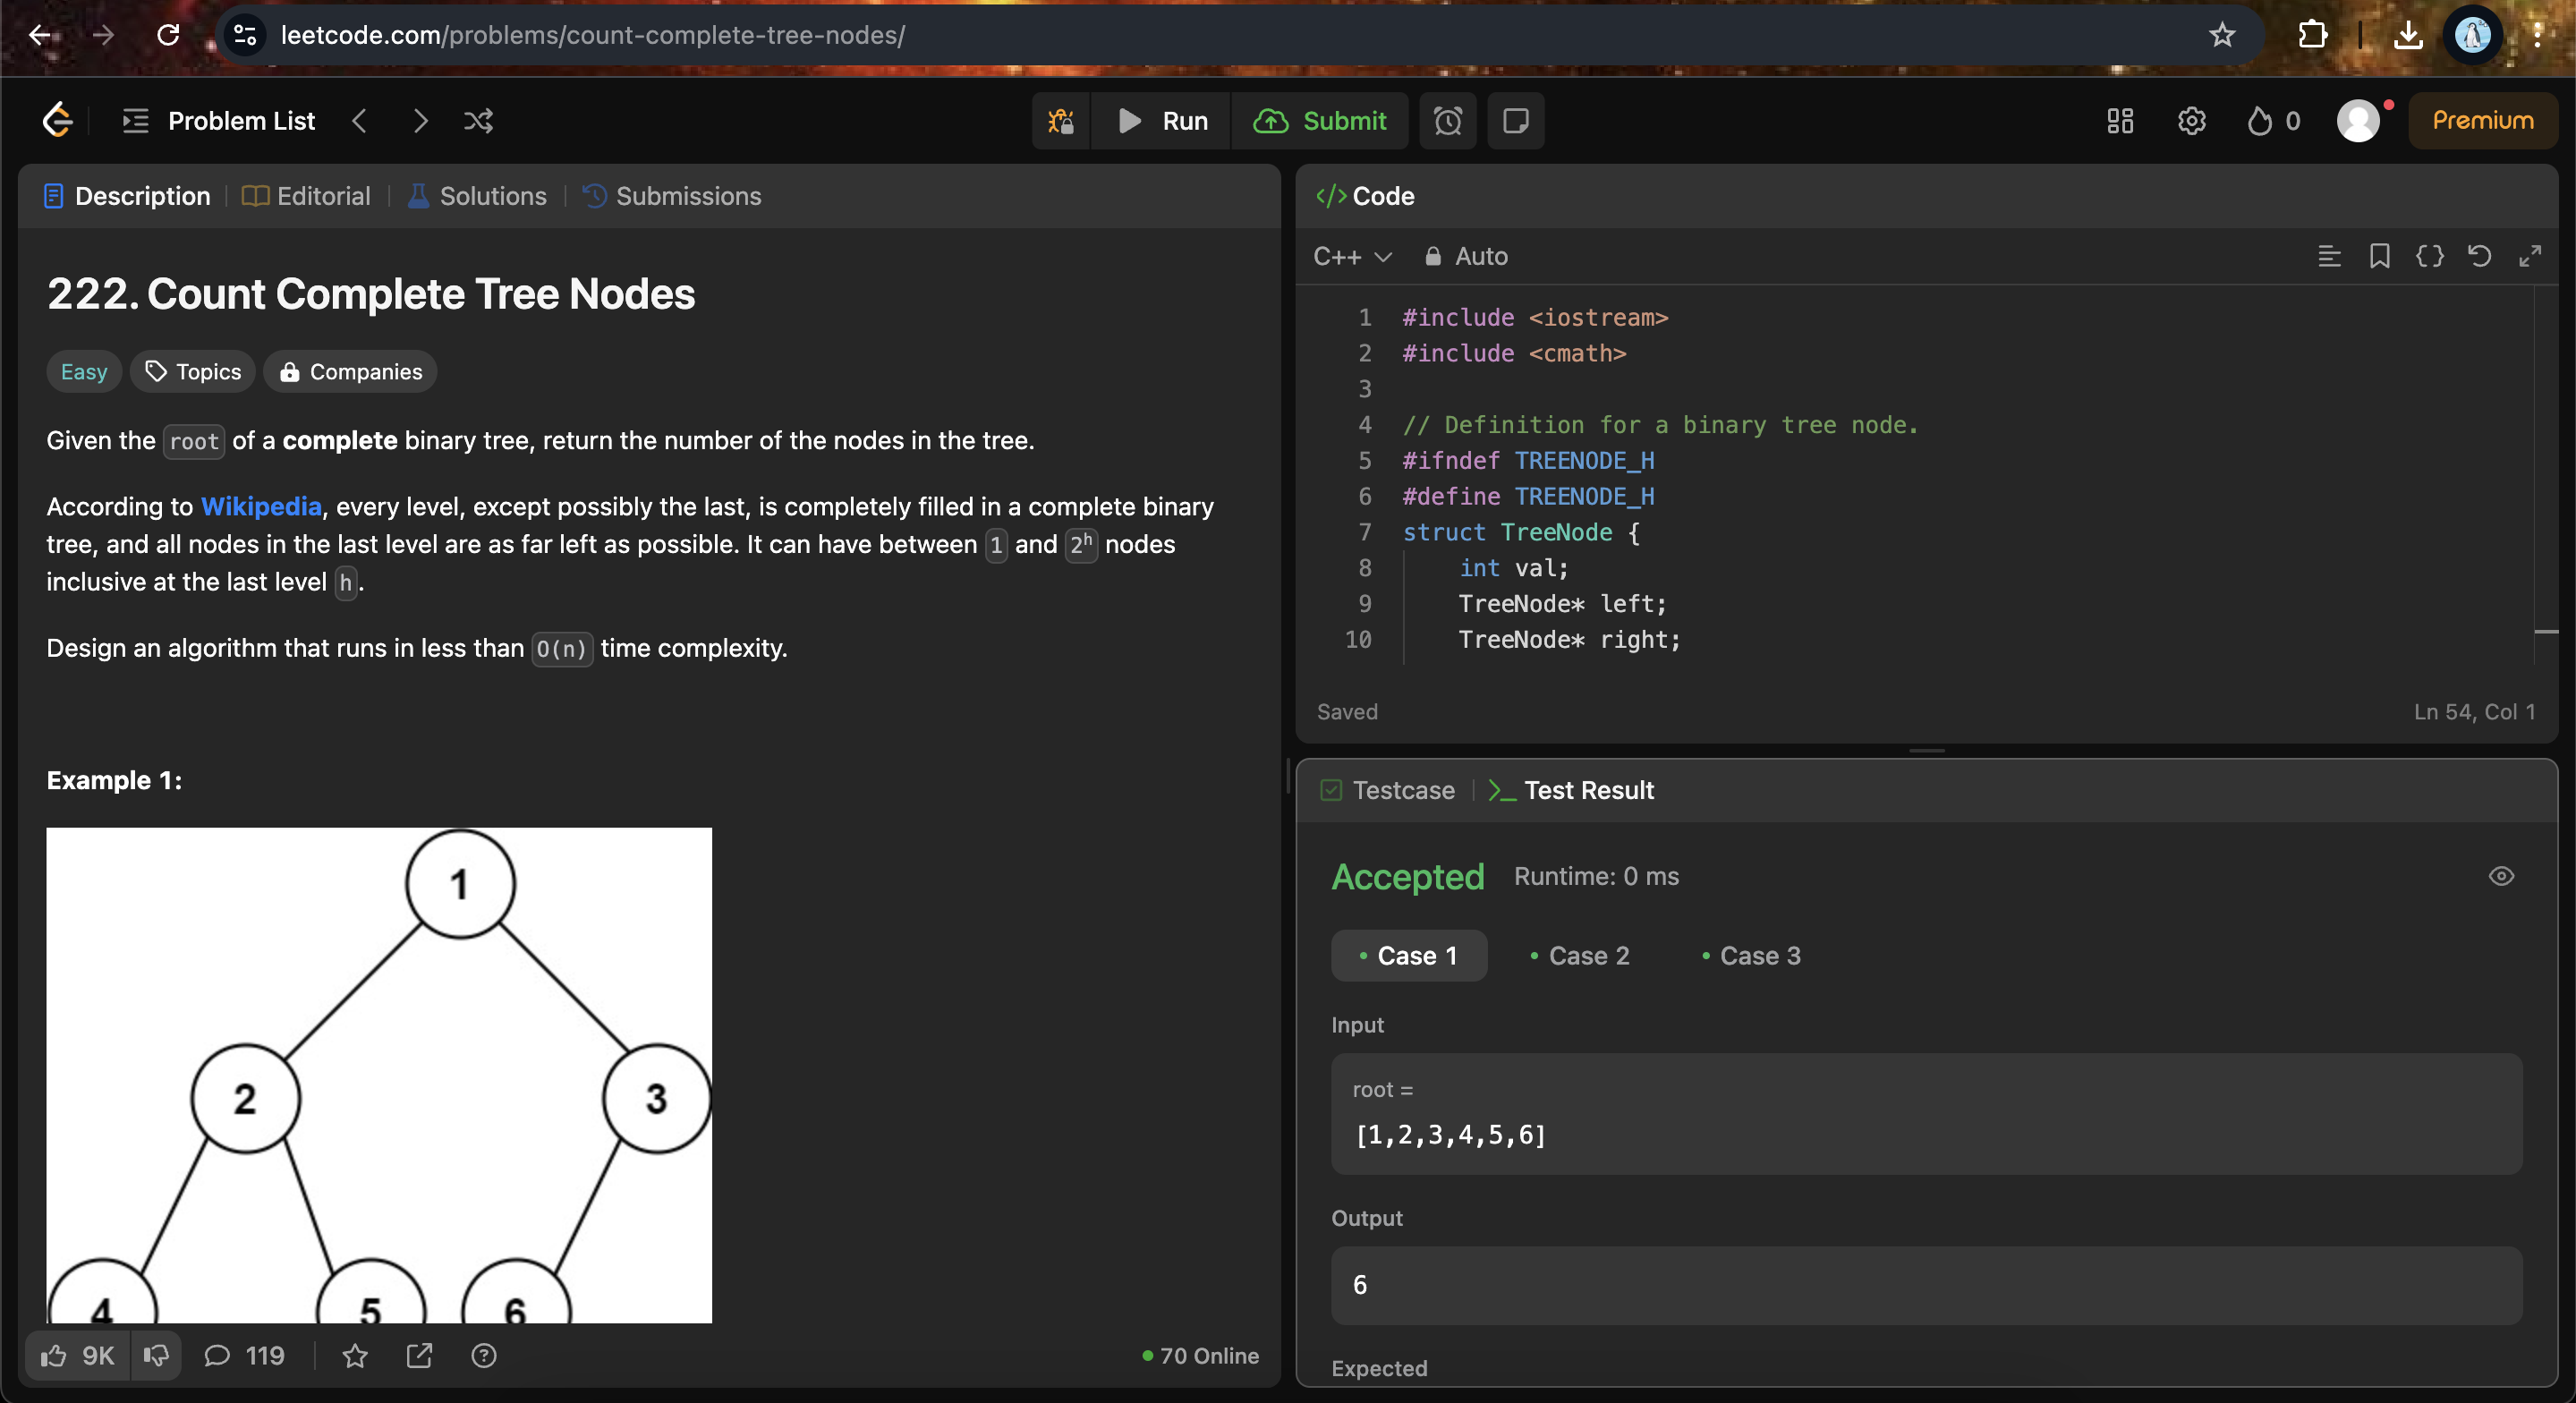 leetcode.com/problems/count-complete-tree-nodes/
Problem List
Run
Submit
0
Premium
Description
Editorial
Solutions
Submissions
222. Count Complete Tree Nodes
Easy
Topics
Companies
Given the root of a complete binary tree, return the number of the nodes in the tree.
According to Wikipedia, every level, except possibly the last, is completely filled in a complete binary
tree, and all nodes in the last level are as far left as possible. It can have between 1 and 2ʰ nodes
inclusive at the last level h.
Design an algorithm that runs in less than O(n) time complexity.
Example 1:
1
2
3
4
5
6
9K
119
70 Online
</> Code
C++
Auto
1 #include <iostream>
2 #include <cmath>
3
4 // Definition for a binary tree node.
5 #ifndef TREENODE_H
6 #define TREENODE_H
7 struct TreeNode {
8 int val;
9 TreeNode* left;
10 TreeNode* right;
Saved
Ln 54, Col 1
Testcase
Test Result
Accepted
Runtime: 0 ms
Case 1
Case 2
Case 3
Input
root =
[1,2,3,4,5,6]
Output
6
Expected